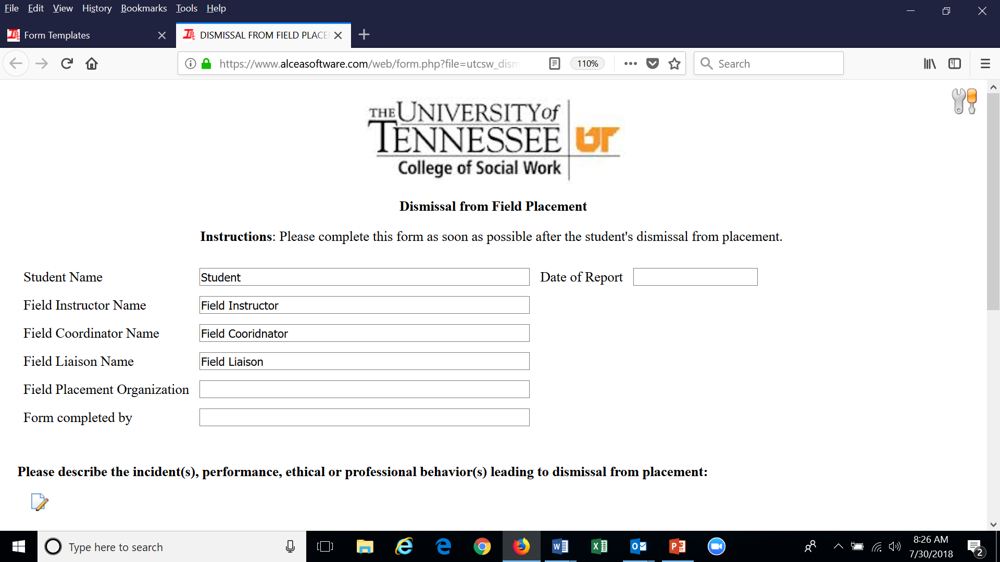 File Edit View History Bookmarks Tools Help
Form Templates
DISMISSAL FROM FIELD PLACE
https://www.alceasoftware.com/web/form.php?file=utcsw_dism
110%
Search
THE UNIVERSITY of
TENNESSEE
UT
College of Social Work
Dismissal from Field Placement
Instructions: Please complete this form as soon as possible after the student's dismissal from placement.
Student Name Student Date of Report
Field Instructor Name Field Instructor
Field Coordinator Name Field Cooridnator
Field Liaison Name Field Liaison
Field Placement Organization
Form completed by
Please describe the incident(s), performance, ethical or professional behavior(s) leading to dismissal from placement:
Type here to search
8:26 AM
7/30/2018
2